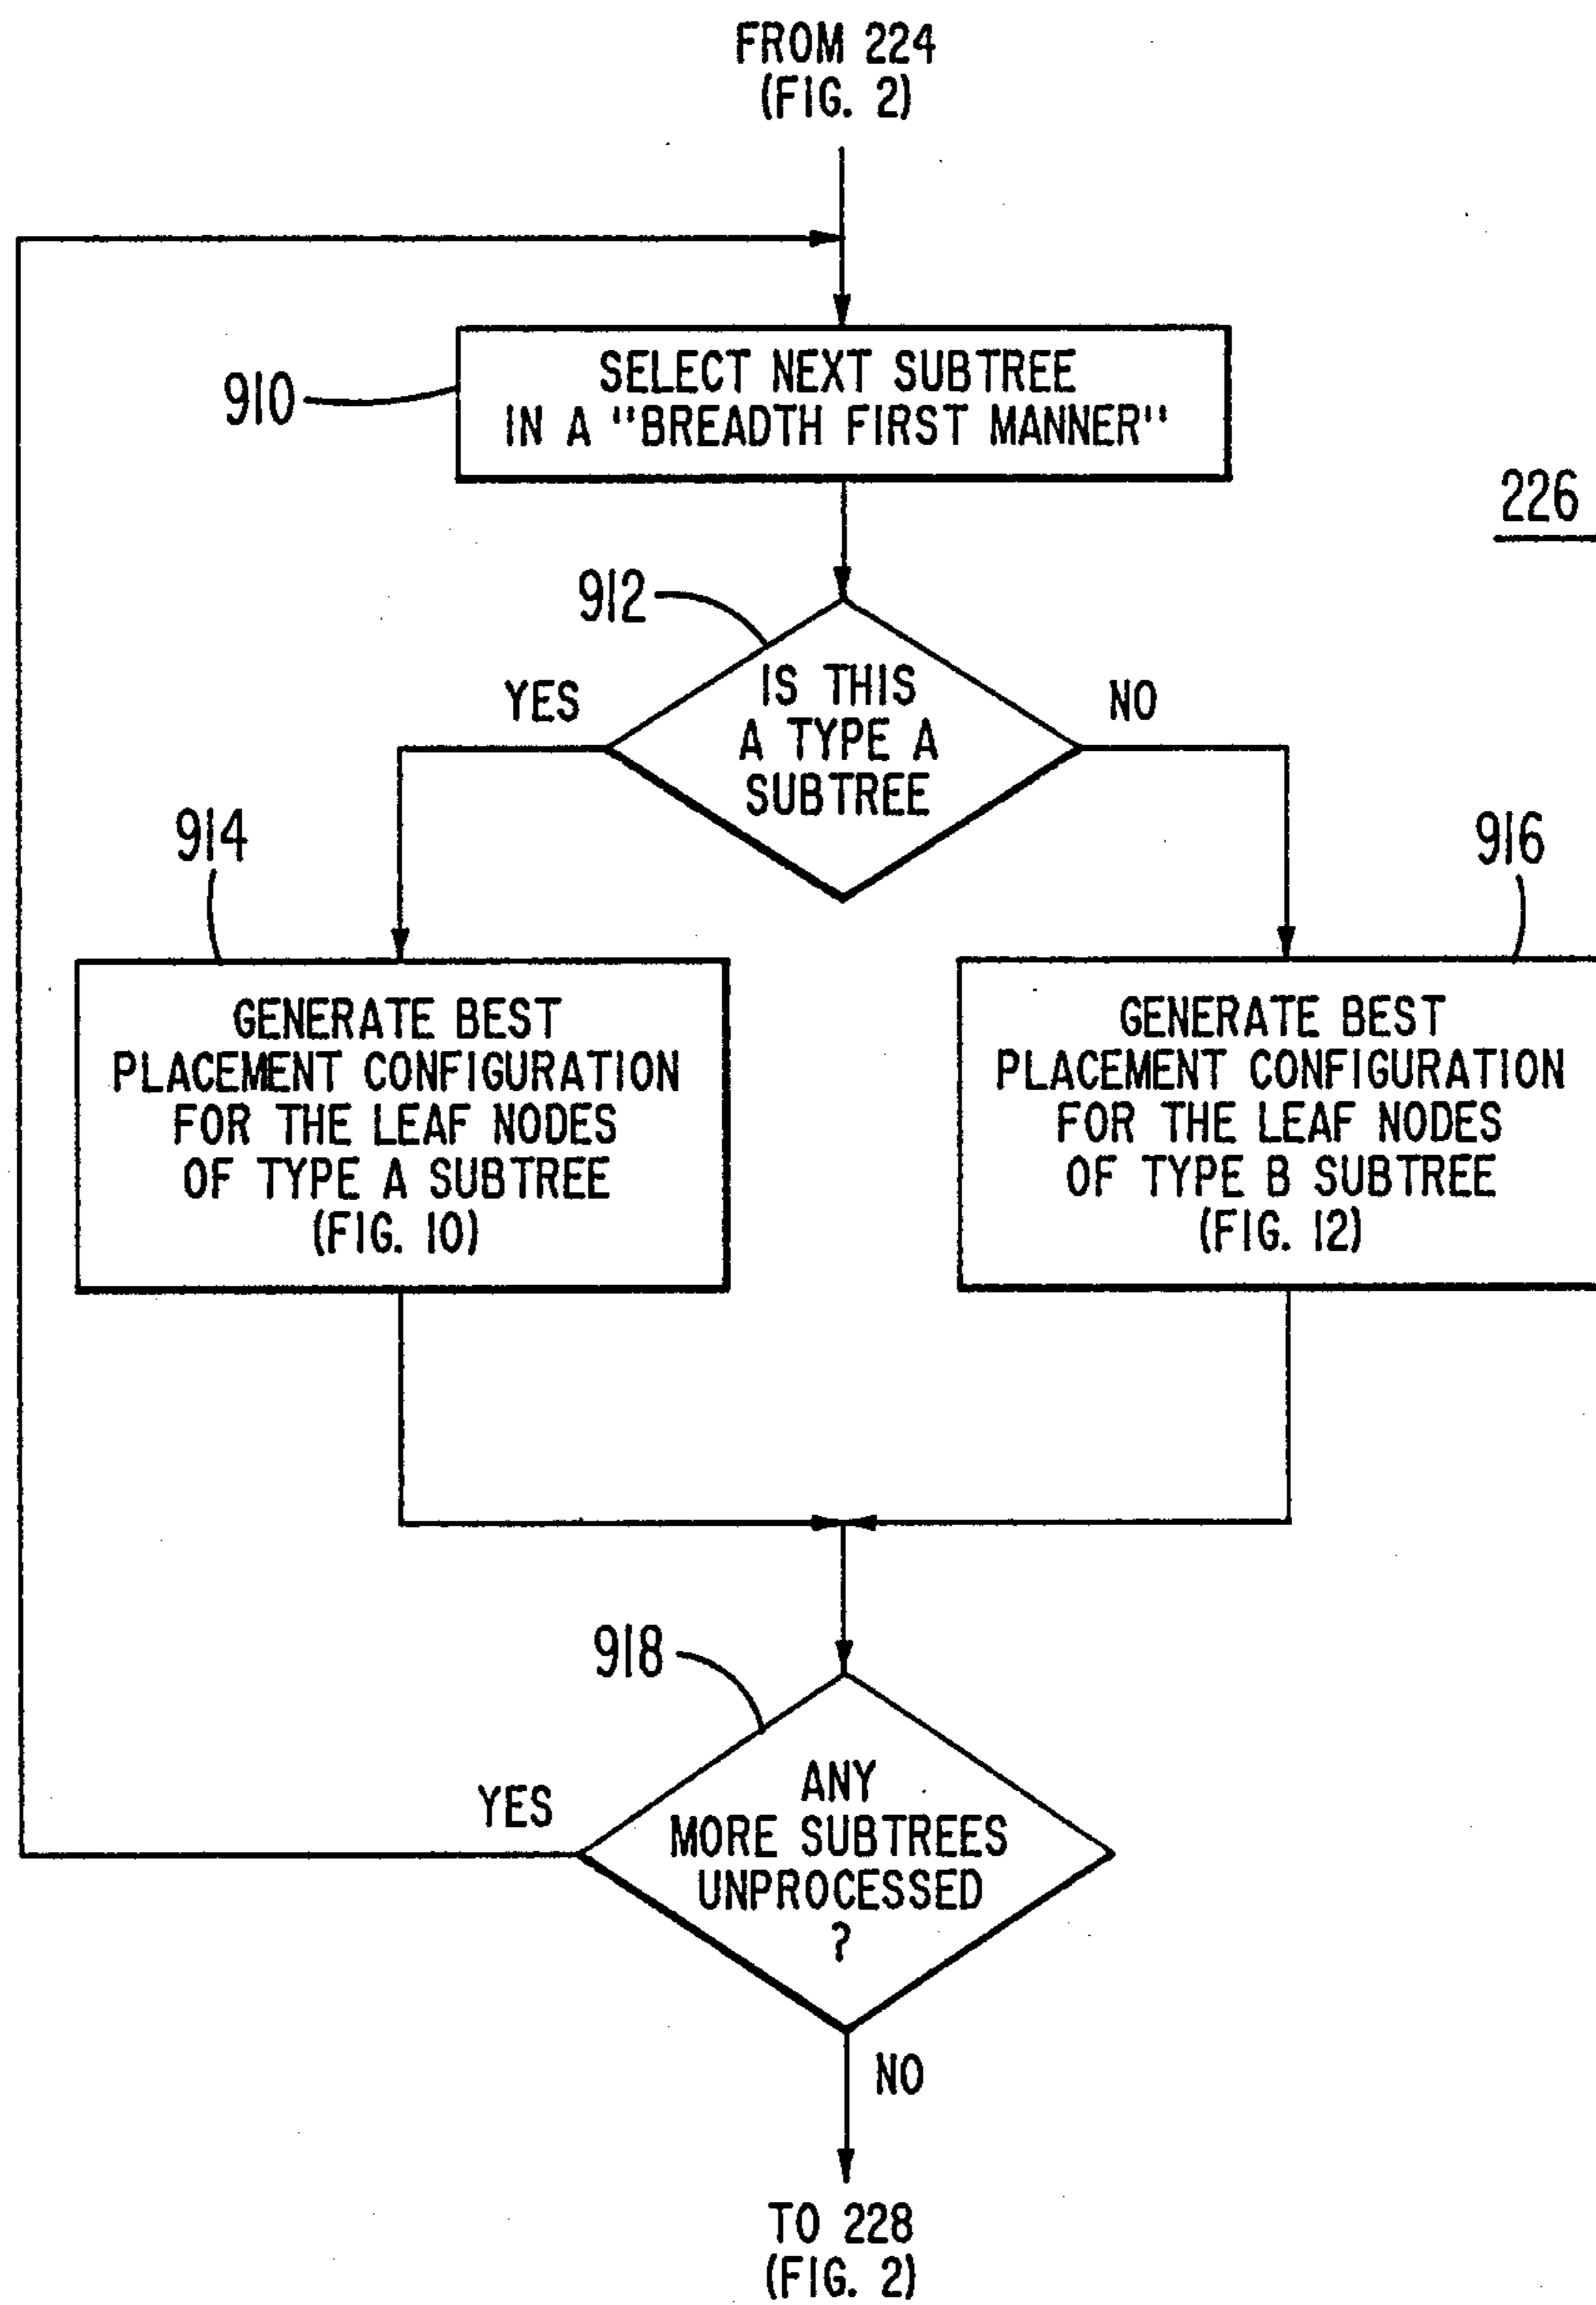 FROM 224
(FIG. 2)
910
SELECT NEXT SUBTREE
IN A "BREADTH FIRST MANNER"
226
912
IS THIS
A TYPE A
SUBTREE
YES
NO
914
916
GENERATE BEST
PLACEMENT CONFIGURATION
FOR THE LEAF NODES
OF TYPE A SUBTREE
(FIG. 10)
GENERATE BEST
PLACEMENT CONFIGURATION
FOR THE LEAF NODES
OF TYPE B SUBTREE
(FIG. 12)
918
YES
ANY
MORE SUBTREES
UNPROCESSED
?
NO
TO 228
(FIG. 2)